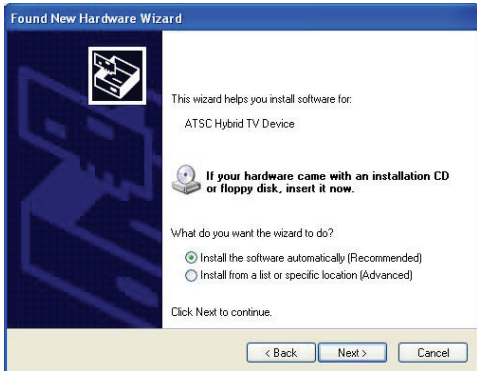 Found New Hardware Wizard
This wizard helps you install software for:
ATSC Hybrid TV Device
If your hardware came with an installation CD
or floppy disk, insert it now.
What do you want the wizard to do?
Install the software automatically (Recommended)
Install from a list or specific location (Advanced)
Click Next to continue.
< Back Next > Cancel